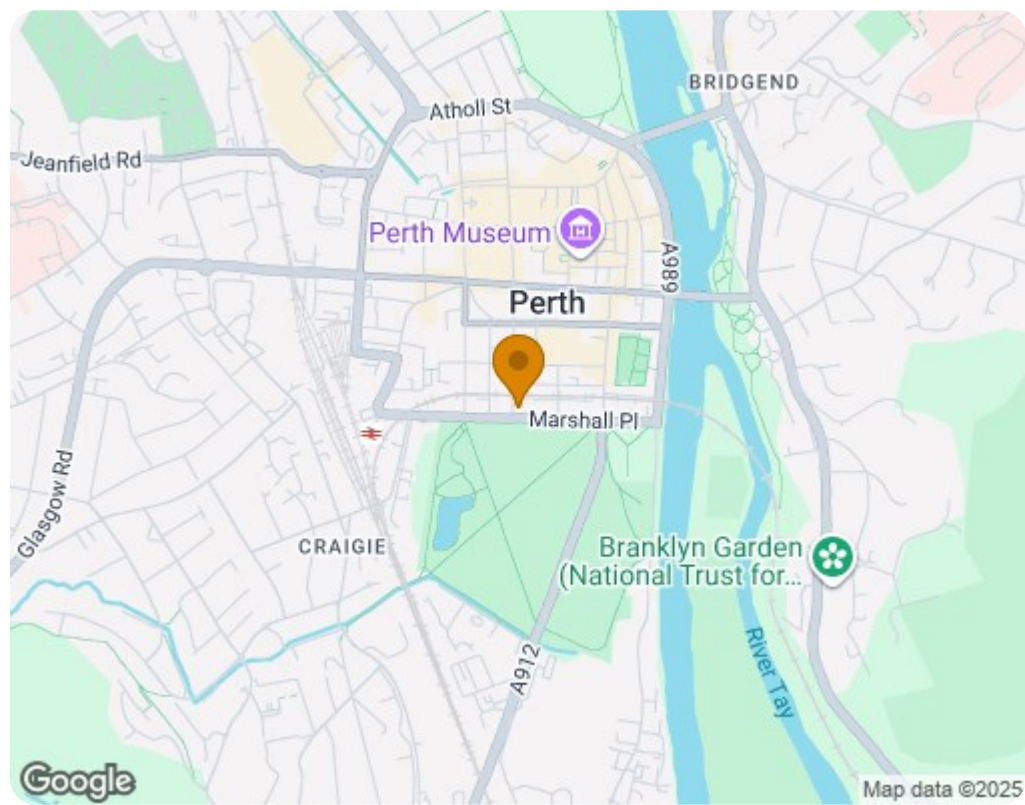 BRIDGEND
Atholl St
Jeanfield Rd
Perth Museum
A989
Perth
Marshall Pl
Glasgow Rd
CRAIGIE
Branklyn Garden
(National Trust for...
River Tay
A912
Google
Map data ©2025